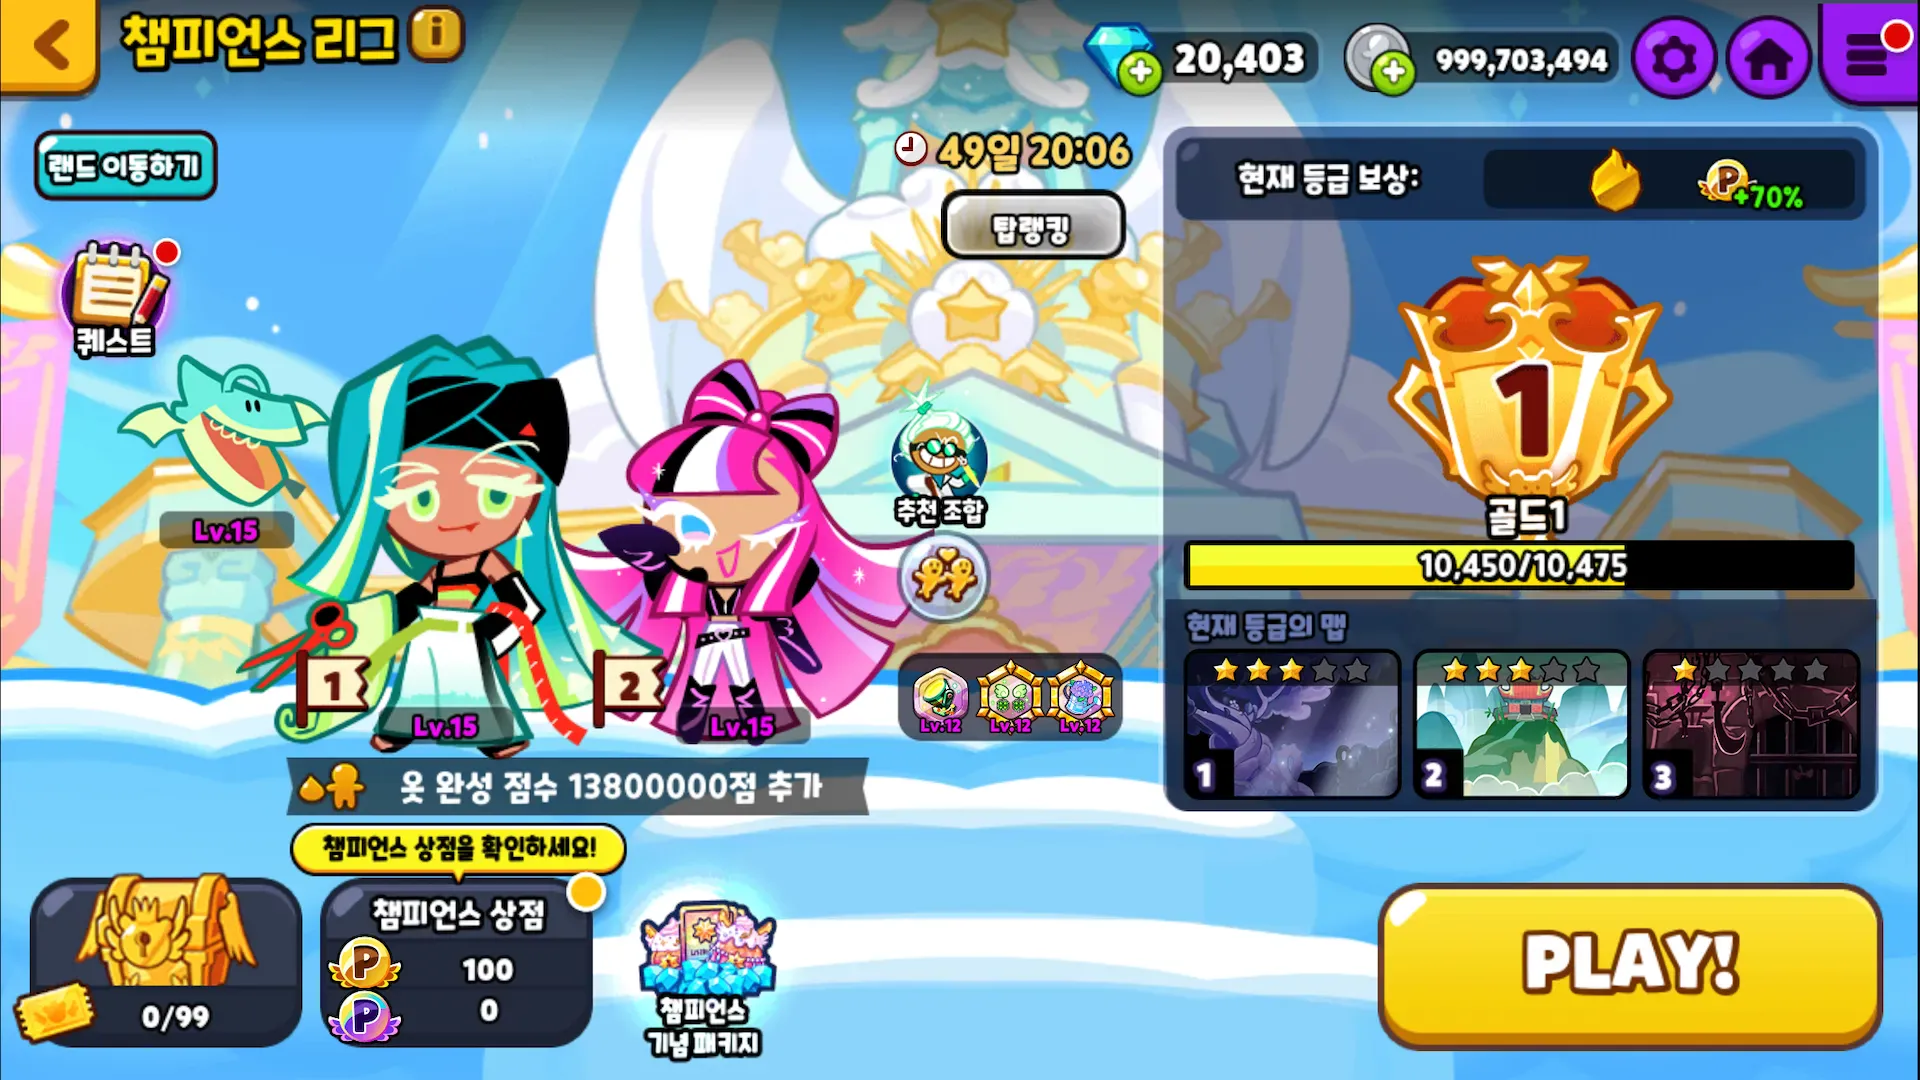 챔피언스 리그
20,403
999,703,494
랜드 이동하기
49일 20:06
탑랭킹
현재 등급 보상:
P
+70%
퀘스트
1
골드1
10,450/10,475
추천 조합
Lv.15
1
Lv.15
2
Lv.15
Lv.12
Lv.12
Lv.12
현재 등급의 맵
1
2
3
옷 완성 점수 13800000점 추가
챔피언스 상점을 확인하세요!
챔피언스 상점
P
100
P
0
0/99
챔피언스
기념 패키지
PLAY!